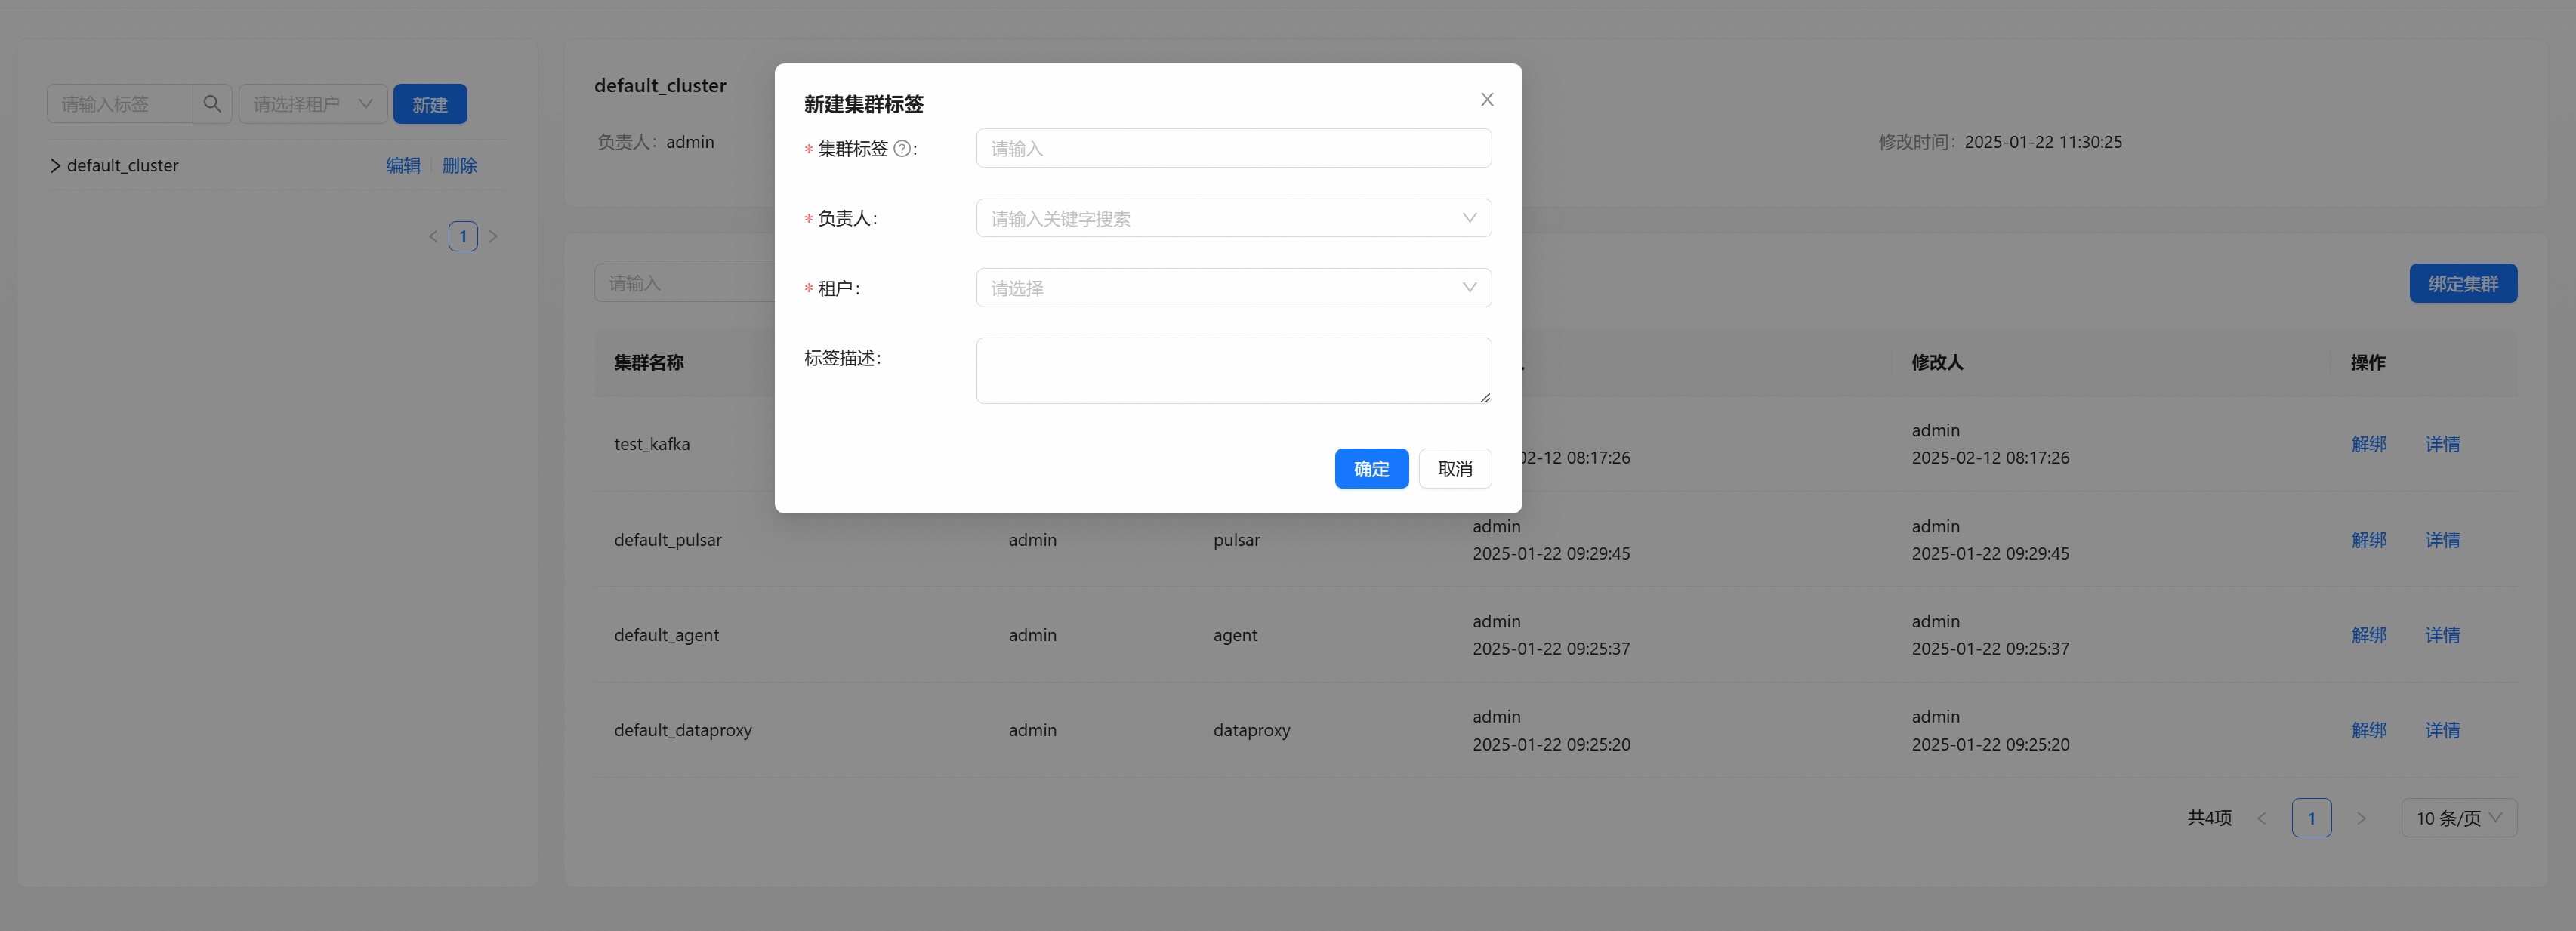 请输入标签
请选择租户
新建
default_cluster
编辑
删除
1
default_cluster
负责人：admin
修改时间：2025-01-22 11:30:25
请输入
绑定集群
集群名称
修改人
操作
test_kafka
02-12 08:17:26
admin
2025-02-12 08:17:26
解绑 详情
default_pulsar
admin
pulsar
admin
2025-01-22 09:29:45
admin
2025-01-22 09:29:45
解绑 详情
default_agent
admin
agent
admin
2025-01-22 09:25:37
admin
2025-01-22 09:25:37
解绑 详情
default_dataproxy
admin
dataproxy
admin
2025-01-22 09:25:20
admin
2025-01-22 09:25:20
解绑 详情
共4项
1
10 条/页
新建集群标签
* 集群标签 ? :
请输入
* 负责人：
请输入关键字搜索
* 租户：
请选择
标签描述：
确定
取消